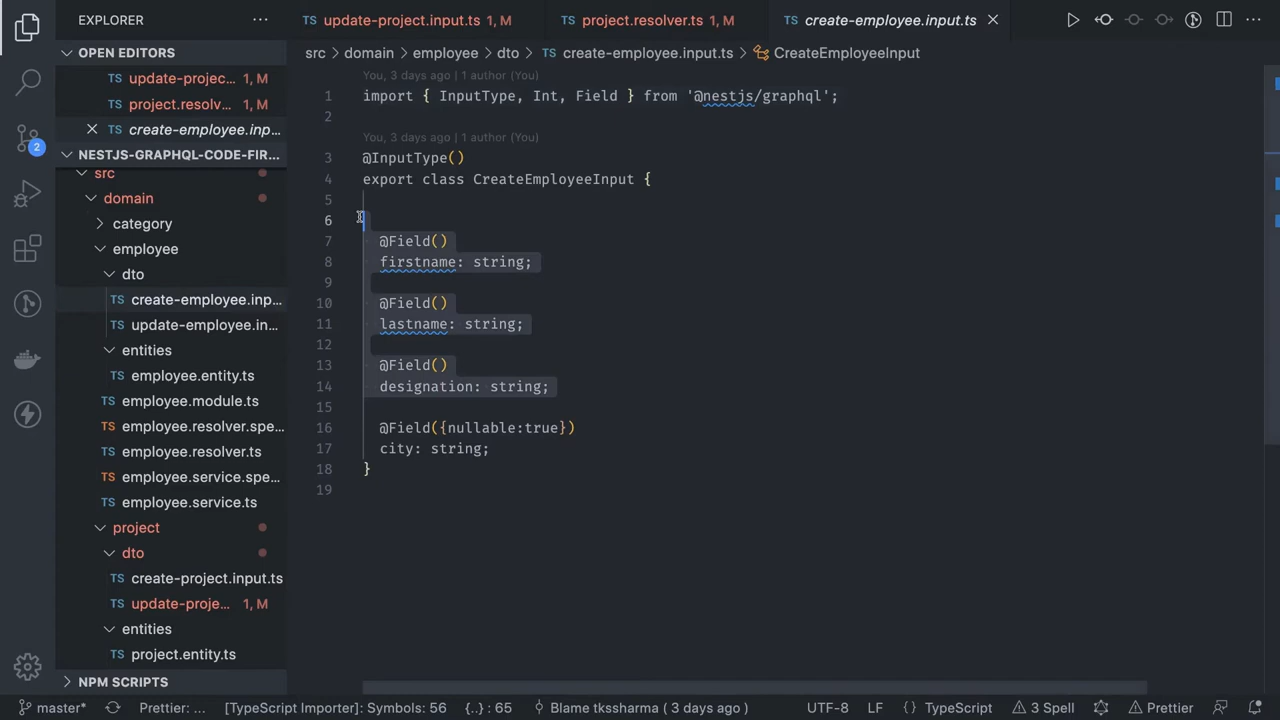 EXPLORER
OPEN EDITORS
TS update-projec... 1, M
TS project.resolv... 1, M
TS create-employee.inp...
NESTJS-GRAPHQL-CODE-FIR...
src
domain
category
employee
dto
TS create-employee.inp...
TS update-employee.in...
entities
TS employee.entity.ts
TS employee.module.ts
TS employee.resolver.spe...
TS employee.resolver.ts
TS employee.service.spe...
TS employee.service.ts
project
dto
TS create-project.input.ts
TS update-proje... 1, M
entities
TS project.entity.ts
NPM SCRIPTS
2
TS update-project.input.ts 1, M
TS project.resolver.ts 1, M
TS create-employee.input.ts
src > domain > employee > dto > TS create-employee.input.ts > CreateEmployeeInput
You, 3 days ago | 1 author (You)
1 import { InputType, Int, Field } from '@nestjs/graphql';
2
You, 3 days ago | 1 author (You)
3 @InputType()
4 export class CreateEmployeeInput {
5
6
7 @Field()
8 firstname: string;
9
10 @Field()
11 lastname: string;
12
13 @Field()
14 designation: string;
15
16 @Field({nullable:true})
17 city: string;
18 }
19
master* Prettier: ... [TypeScript Importer]: Symbols: 56 {..} : 65 Blame tkssharma ( 3 days ago ) UTF-8 LF {} TypeScript 3 Spell Prettier